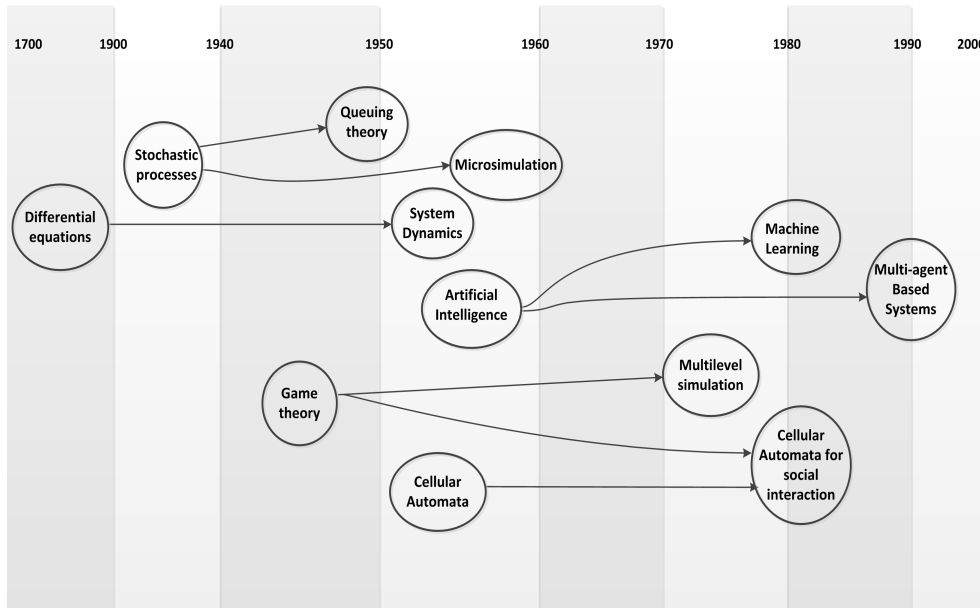 1700 1900 1940 1950 1960 1970 1980 1990 2000
Queuing
theory
Stochastic
processes
Microsimulation
Differential
equations
System
Dynamics
Machine
Learning
Multi-agent
Based
Systems
Artificial
Intelligence
Multilevel
simulation
Game
theory
Cellular
Automata for
social
interaction
Cellular
Automata